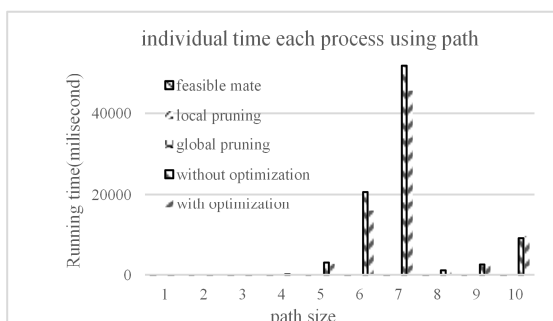 individual time each process using path
feasible mate
local pruning
40000
global pruning
without optimization
20000
with optimization
0
Running time(milisecond)
1 2 3 4 5 6 7 8 9 10
path size